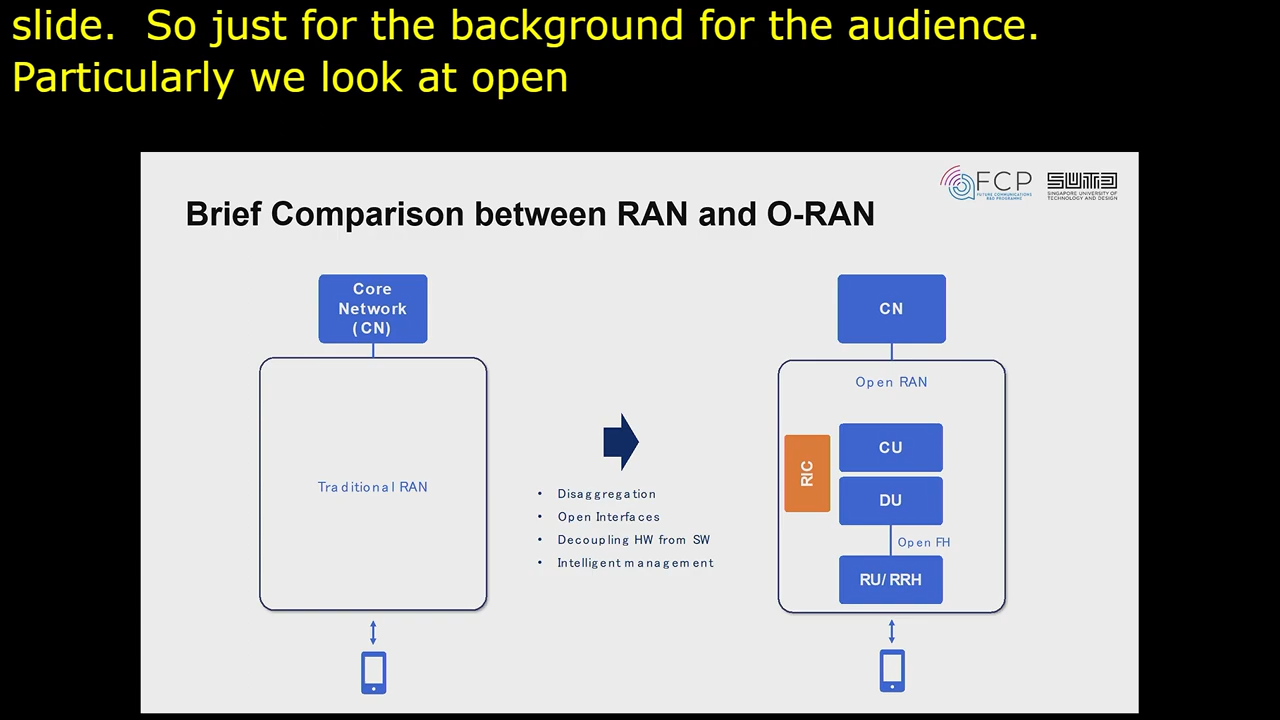 slide.  So just for the background for the audience.
Particularly we look at open
FCP
FUTURE COMMUNICATIONS
R&D PROGRAMME
SUTD
SINGAPORE UNIVERSITY OF
TECHNOLOGY AND DESIGN
Brief Comparison between RAN and O-RAN
Core
Network
(CN)
Traditional RAN
• Disaggregation
• Open Interfaces
• Decoupling HW from SW
• Intelligent management
CN
Open RAN
RIC
CU
DU
Open FH
RU/RRH